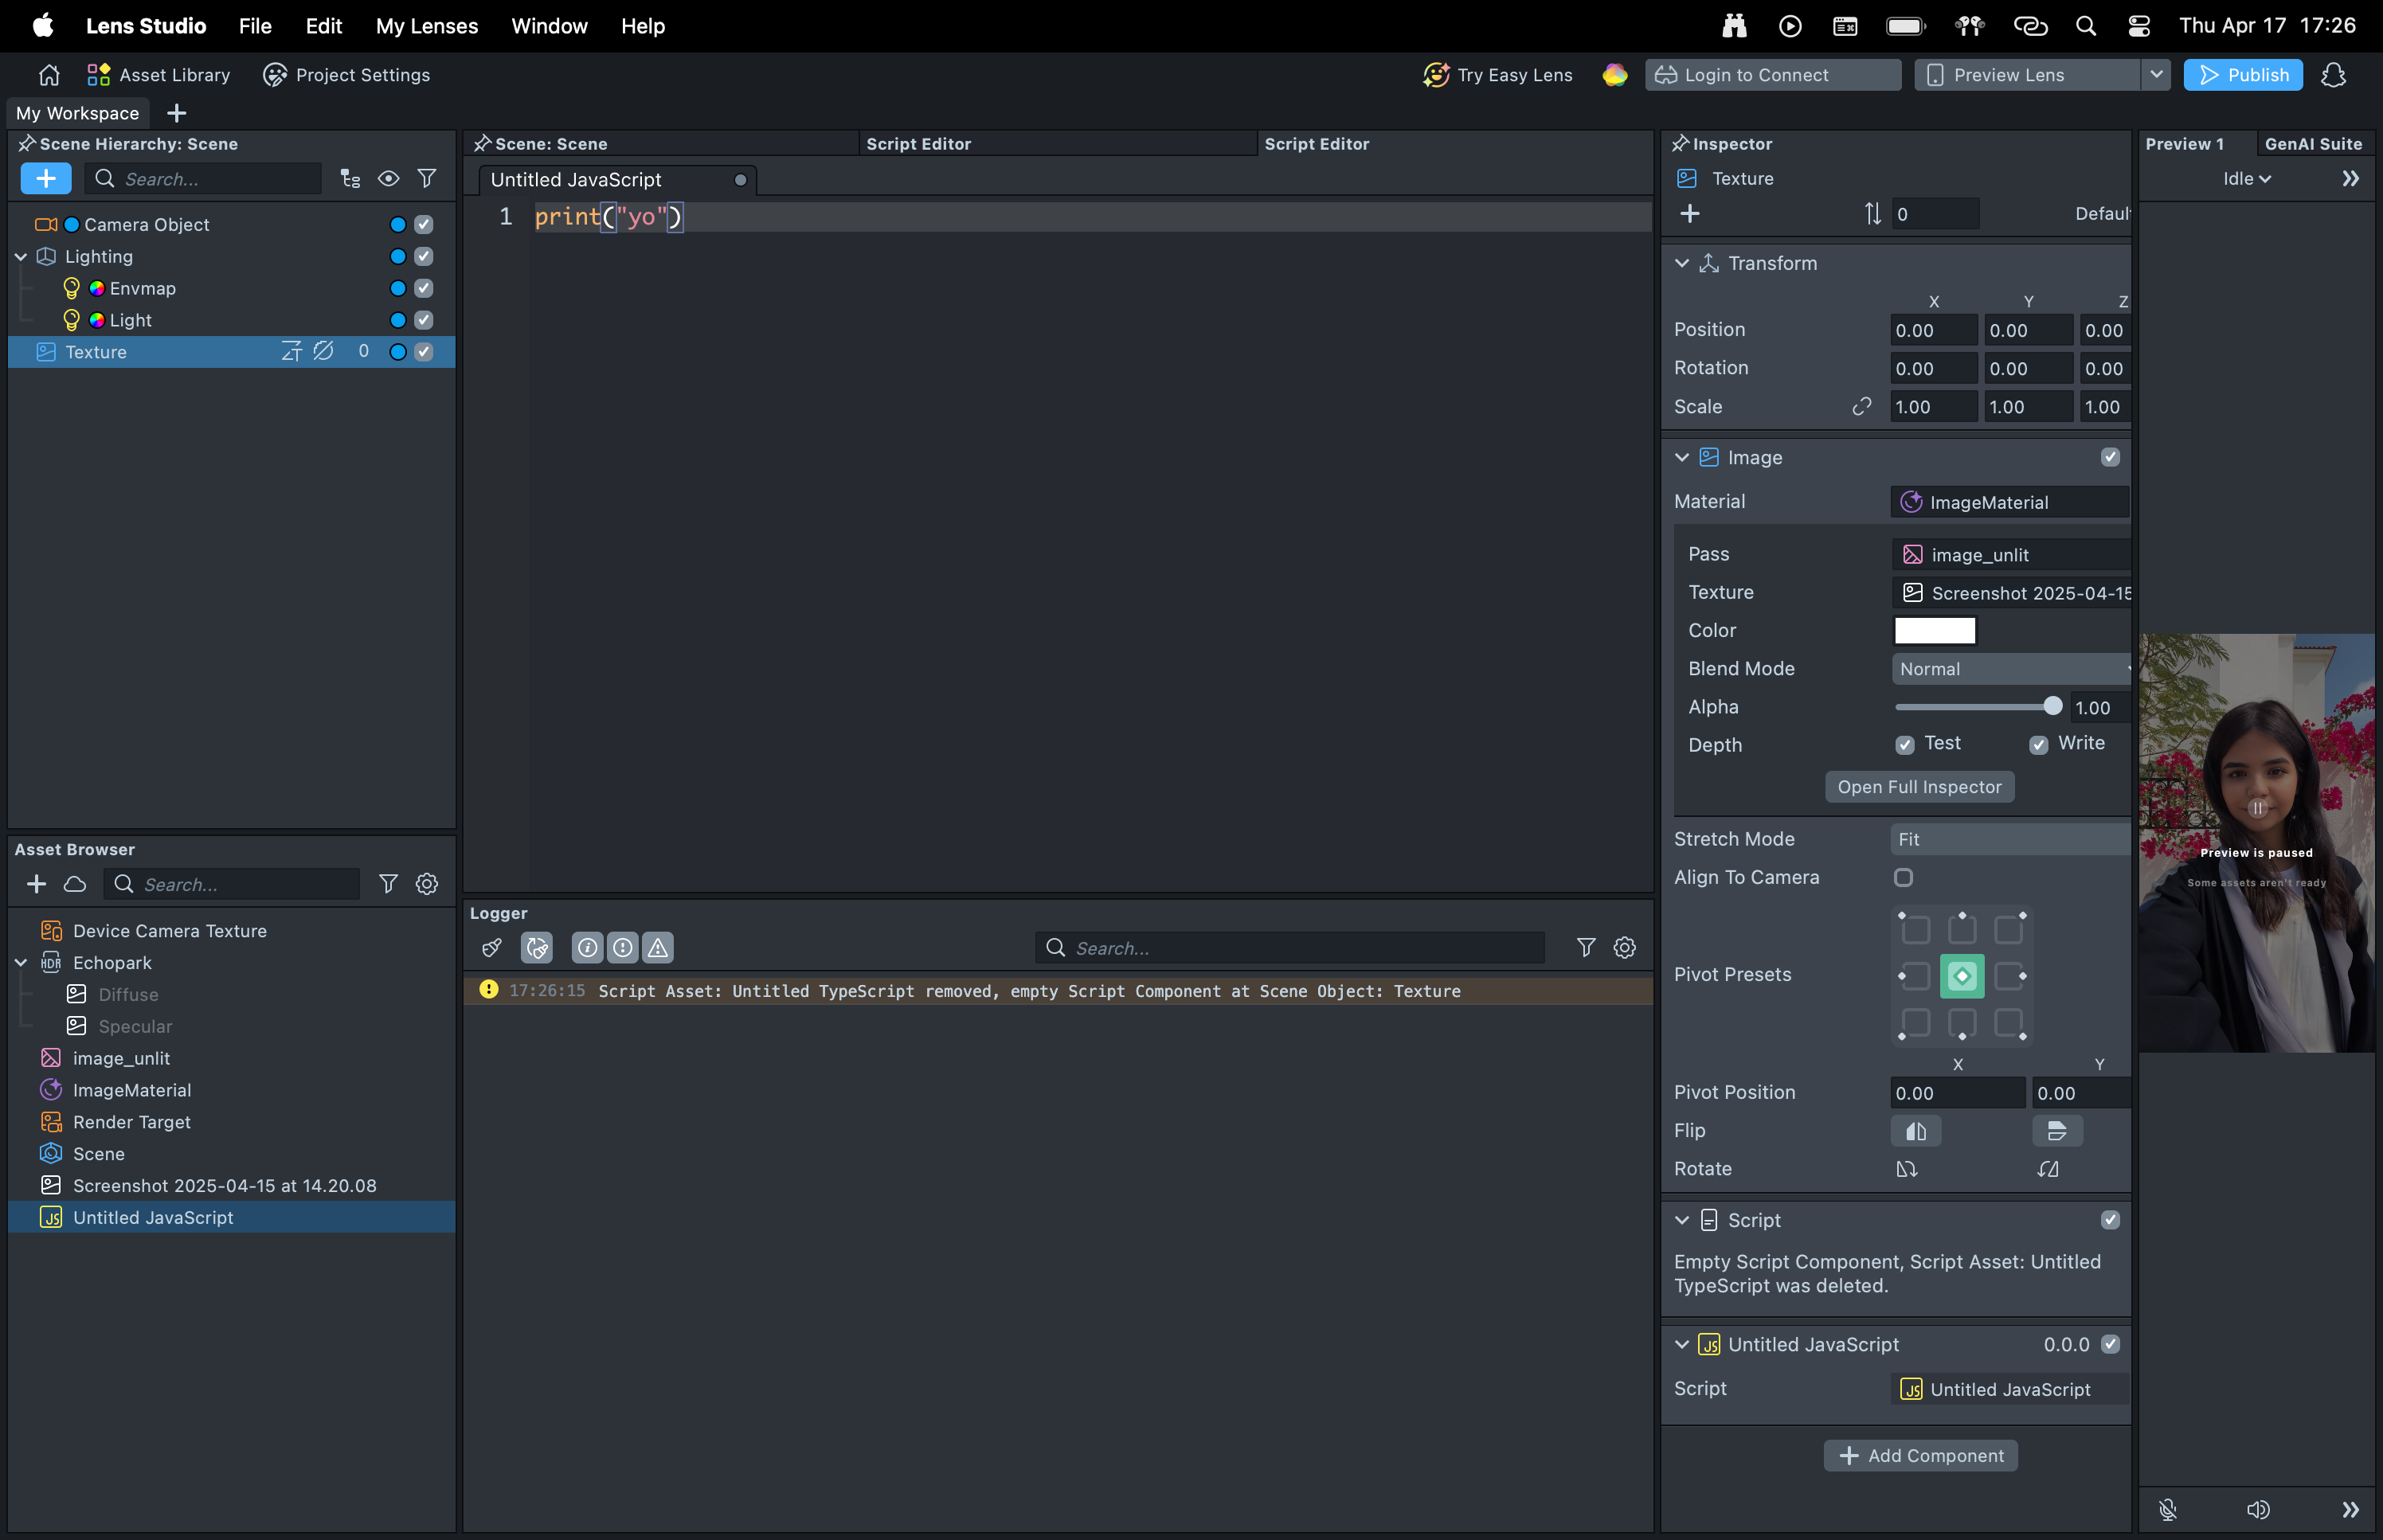 Lens Studio File Edit My Lenses Window Help Thu Apr 17 17:26
Asset Library Project Settings Try Easy Lens Login to Connect Preview Lens Publish
My Workspace
Scene Hierarchy: Scene
Search...
Camera Object
Lighting
Envmap
Light
Texture 0
Asset Browser
Search...
Device Camera Texture
HDR Echopark
Diffuse
Specular
image_unlit
ImageMaterial
Render Target
Scene
Screenshot 2025-04-15 at 14.20.08
JS Untitled JavaScript
Scene: Scene Script Editor Script Editor
Untitled JavaScript
1 print("yo")
Logger
Search...
17:26:15 Script Asset: Untitled TypeScript removed, empty Script Component at Scene Object: Texture
Inspector
Texture
0 Defaul
Transform
X Y Z
Position 0.00 0.00 0.00
Rotation 0.00 0.00 0.00
Scale 1.00 1.00 1.00
Image
Material ImageMaterial
Pass image_unlit
Texture Screenshot 2025-04-15
Color
Blend Mode Normal
Alpha 1.00
Depth Test Write
Open Full Inspector
Stretch Mode Fit
Align To Camera
Pivot Presets
X Y
Pivot Position 0.00 0.00
Flip
Rotate
Script
Empty Script Component, Script Asset: Untitled
TypeScript was deleted.
JS Untitled JavaScript 0.0.0
Script JS Untitled JavaScript
Add Component
Preview 1 GenAI Suite
Idle
Preview is paused
Some assets aren't ready